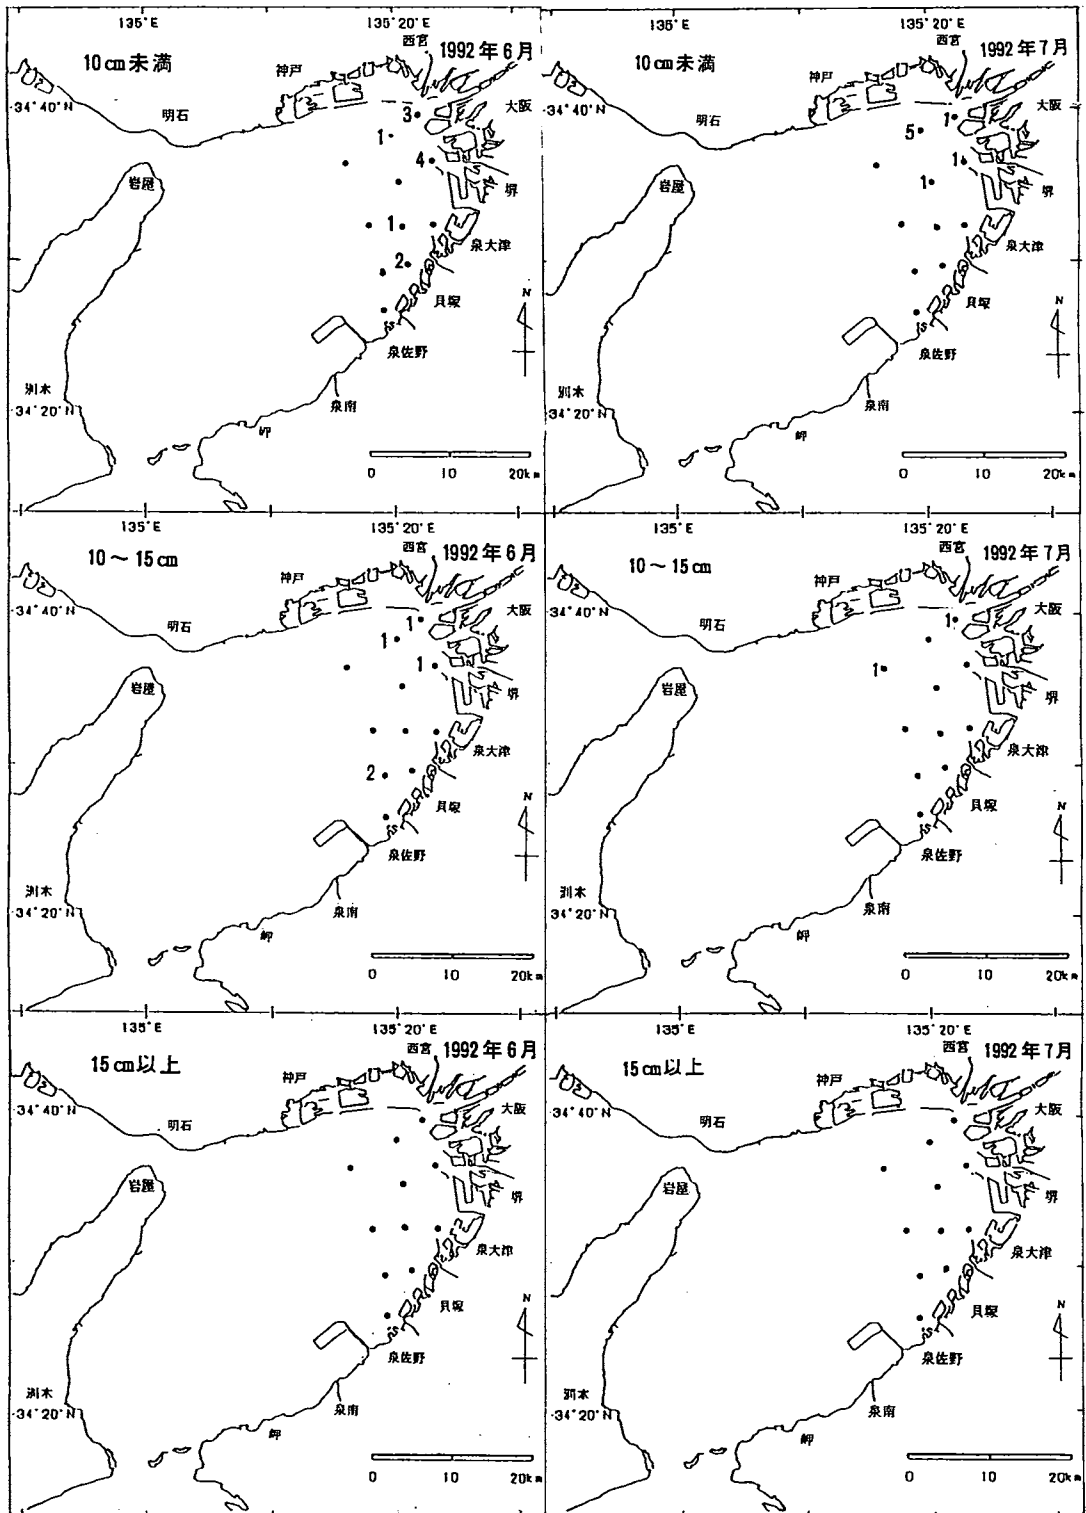 135°E
135°20'E
西宮
1992年6月
10cm未満
神戸
34°40'N
明石
大阪
3
1
4
岩屋
堺
1
泉大津
2
貝塚
N
泉佐野
34°20'N
泉南
岬
0 10 20km
135°E
135°20'E
西宮
1992年7月
10cm未満
神戸
34°40'N
明石
大阪
1
5
1
1
岩屋
堺
泉大津
貝塚
N
泉佐野
34°20'N
泉南
岬
0 10 20km
135°E
135°20'E
西宮
1992年6月
10～15cm
神戸
34°40'N
明石
大阪
1
1
1
岩屋
堺
泉大津
2
貝塚
N
泉佐野
34°20'N
泉南
岬
0 10 20km
135°E
135°20'E
西宮
1992年7月
10～15cm
神戸
34°40'N
明石
大阪
1
1
岩屋
堺
泉大津
貝塚
N
泉佐野
34°20'N
泉南
岬
0 10 20km
135°E
135°20'E
西宮
1992年6月
15cm以上
神戸
34°40'N
明石
大阪
岩屋
堺
泉大津
貝塚
N
泉佐野
34°20'N
泉南
岬
0 10 20km
135°E
135°20'E
西宮
1992年7月
15cm以上
神戸
34°40'N
明石
大阪
岩屋
堺
泉大津
貝塚
N
泉佐野
34°20'N
泉南
岬
0 10 20km